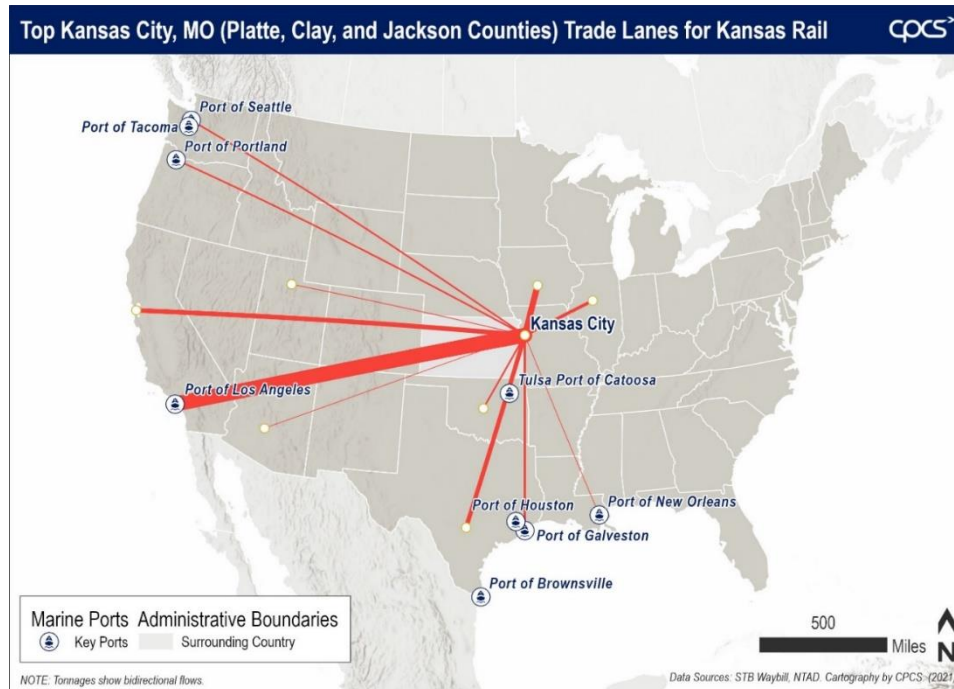 Top Kansas City, MO (Platte, Clay, and Jackson Counties) Trade Lanes for Kansas Rail
CPCS
Port of Seattle
Port of Tacoma
Port of Portland
Kansas City
Port of Los Angeles
Tulsa Port of Catoosa
Port of Houston
Port of New Orleans
Port of Galveston
Port of Brownsville
Marine Ports Administrative Boundaries
Key Ports Surrounding Country
500
Miles
N
NOTE: Tonnages show bidirectional flows.
Data Sources: STB Waybill, NTAD. Cartography by CPCS. (2021)